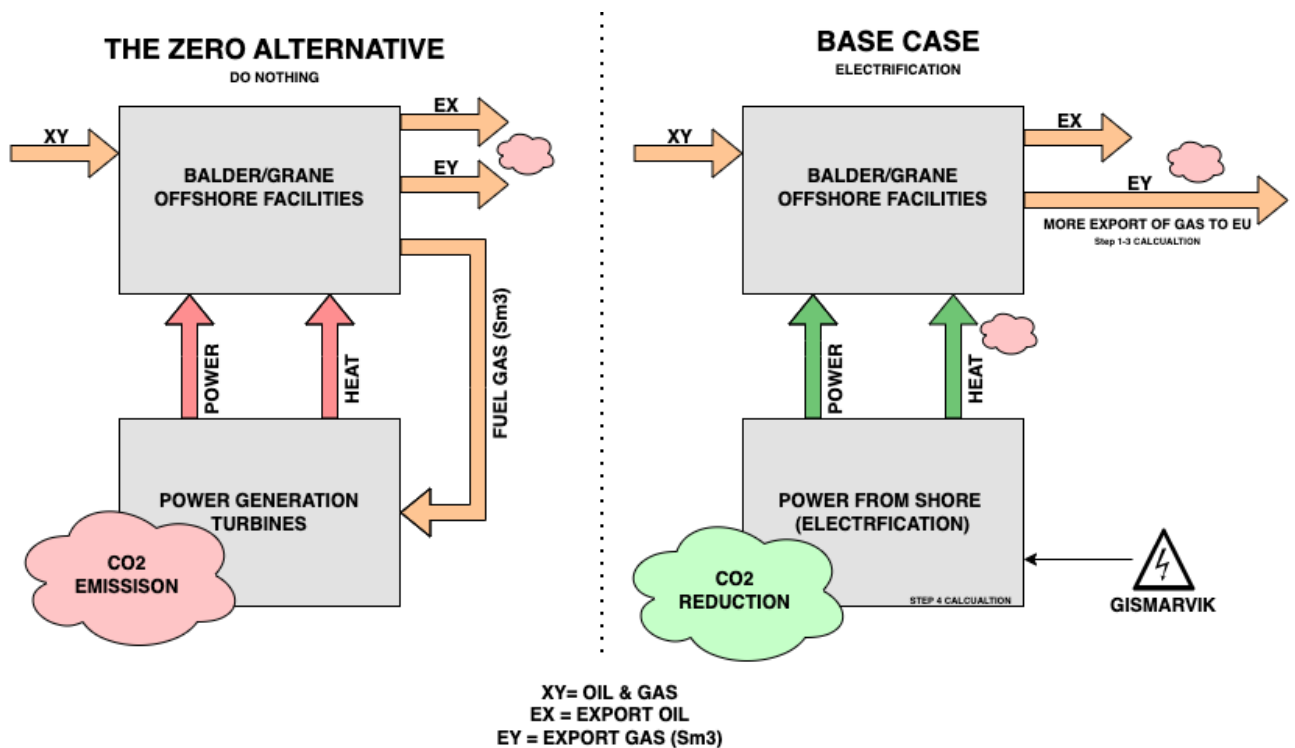 THE ZERO ALTERNATIVE
DO NOTHING
XY
BALDER/GRANE
OFFSHORE FACILITIES
EX
EY
POWER
HEAT
FUEL GAS (Sm3)
POWER GENERATION
TURBINES
CO2
EMISSISON
BASE CASE
ELECTRIFICATION
XY
BALDER/GRANE
OFFSHORE FACILITIES
EX
EY
MORE EXPORT OF GAS TO EU
Step 1-3 CALCUALTION
POWER
HEAT
POWER FROM SHORE
(ELECTRFICATION)
CO2
REDUCTION
STEP 4 CALCUALTION
GISMARVIK
XY= OIL & GAS
EX = EXPORT OIL
EY = EXPORT GAS (Sm3)